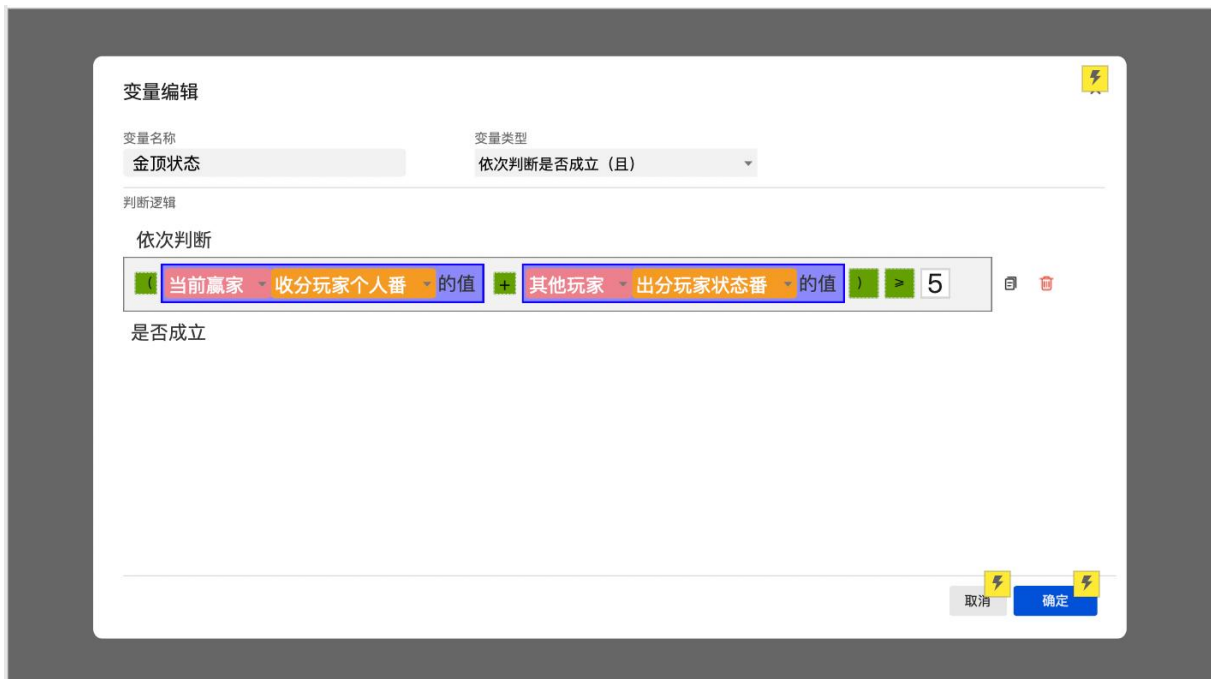 变量编辑
变量名称 变量类型
金顶状态 依次判断是否成立（且）
判断逻辑
依次判断
( 当前赢家 收分玩家个人番 的值 + 其他玩家 出分玩家状态番 的值 ) > 5
是否成立
取消 确定